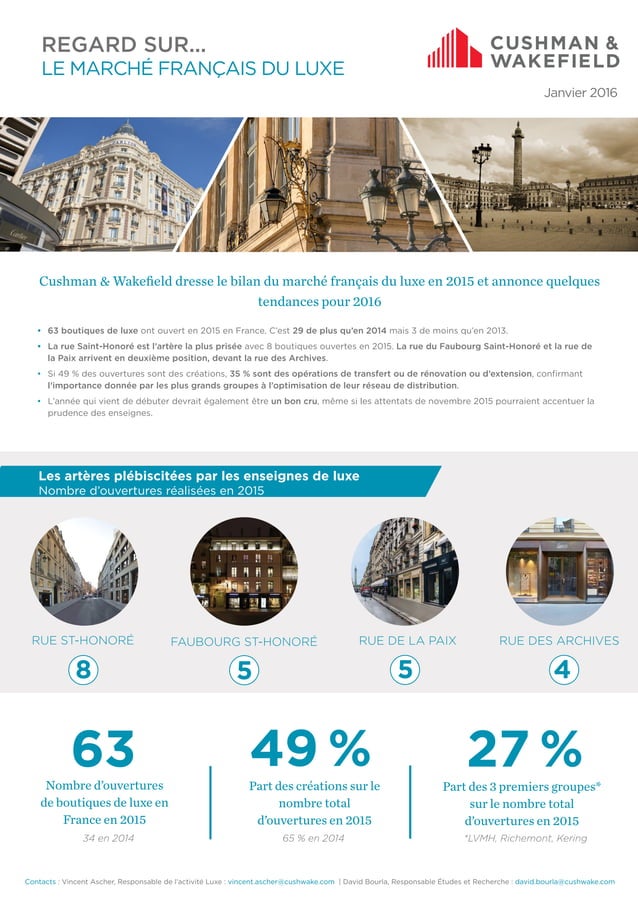 REGARD SUR...
LE MARCHÉ FRANÇAIS DU LUXE
CUSHMAN &
WAKEFIELD
Janvier 2016
Cartier
Cushman & Wakefield dresse le bilan du marché français du luxe en 2015 et annonce quelques
tendances pour 2016
• 63 boutiques de luxe ont ouvert en 2015 en France. C'est 29 de plus qu'en 2014 mais 3 de moins qu'en 2013.
• La rue Saint-Honoré est l'artère la plus prisée avec 8 boutiques ouvertes en 2015. La rue du Faubourg Saint-Honoré et la rue de
la Paix arrivent en deuxième position, devant la rue des Archives.
• Si 49 % des ouvertures sont des créations, 35 % sont des opérations de transfert ou de rénovation ou d'extension, confirmant
l'importance donnée par les plus grands groupes à l'optimisation de leur réseau de distribution.
• L'année qui vient de débuter devrait également être un bon cru, même si les attentats de novembre 2015 pourraient accentuer la
prudence des enseignes.
Les artères plébiscitées par les enseignes de luxe
Nombre d'ouvertures réalisées en 2015
RUE ST-HONORÉ
8
FAUBOURG ST-HONORÉ
5
RUE DE LA PAIX
5
RUE DES ARCHIVES
4
63
Nombre d'ouvertures
de boutiques de luxe en
France en 2015
34 en 2014
49 %
Part des créations sur le
nombre total
d'ouvertures en 2015
65 % en 2014
27 %
Part des 3 premiers groupes*
sur le nombre total
d'ouvertures en 2015
*LVMH, Richemont, Kering
Contacts : Vincent Ascher, Responsable de l'activité Luxe : vincent.ascher@cushwake.com | David Bourla, Responsable Études et Recherche : david.bourla@cushwake.com